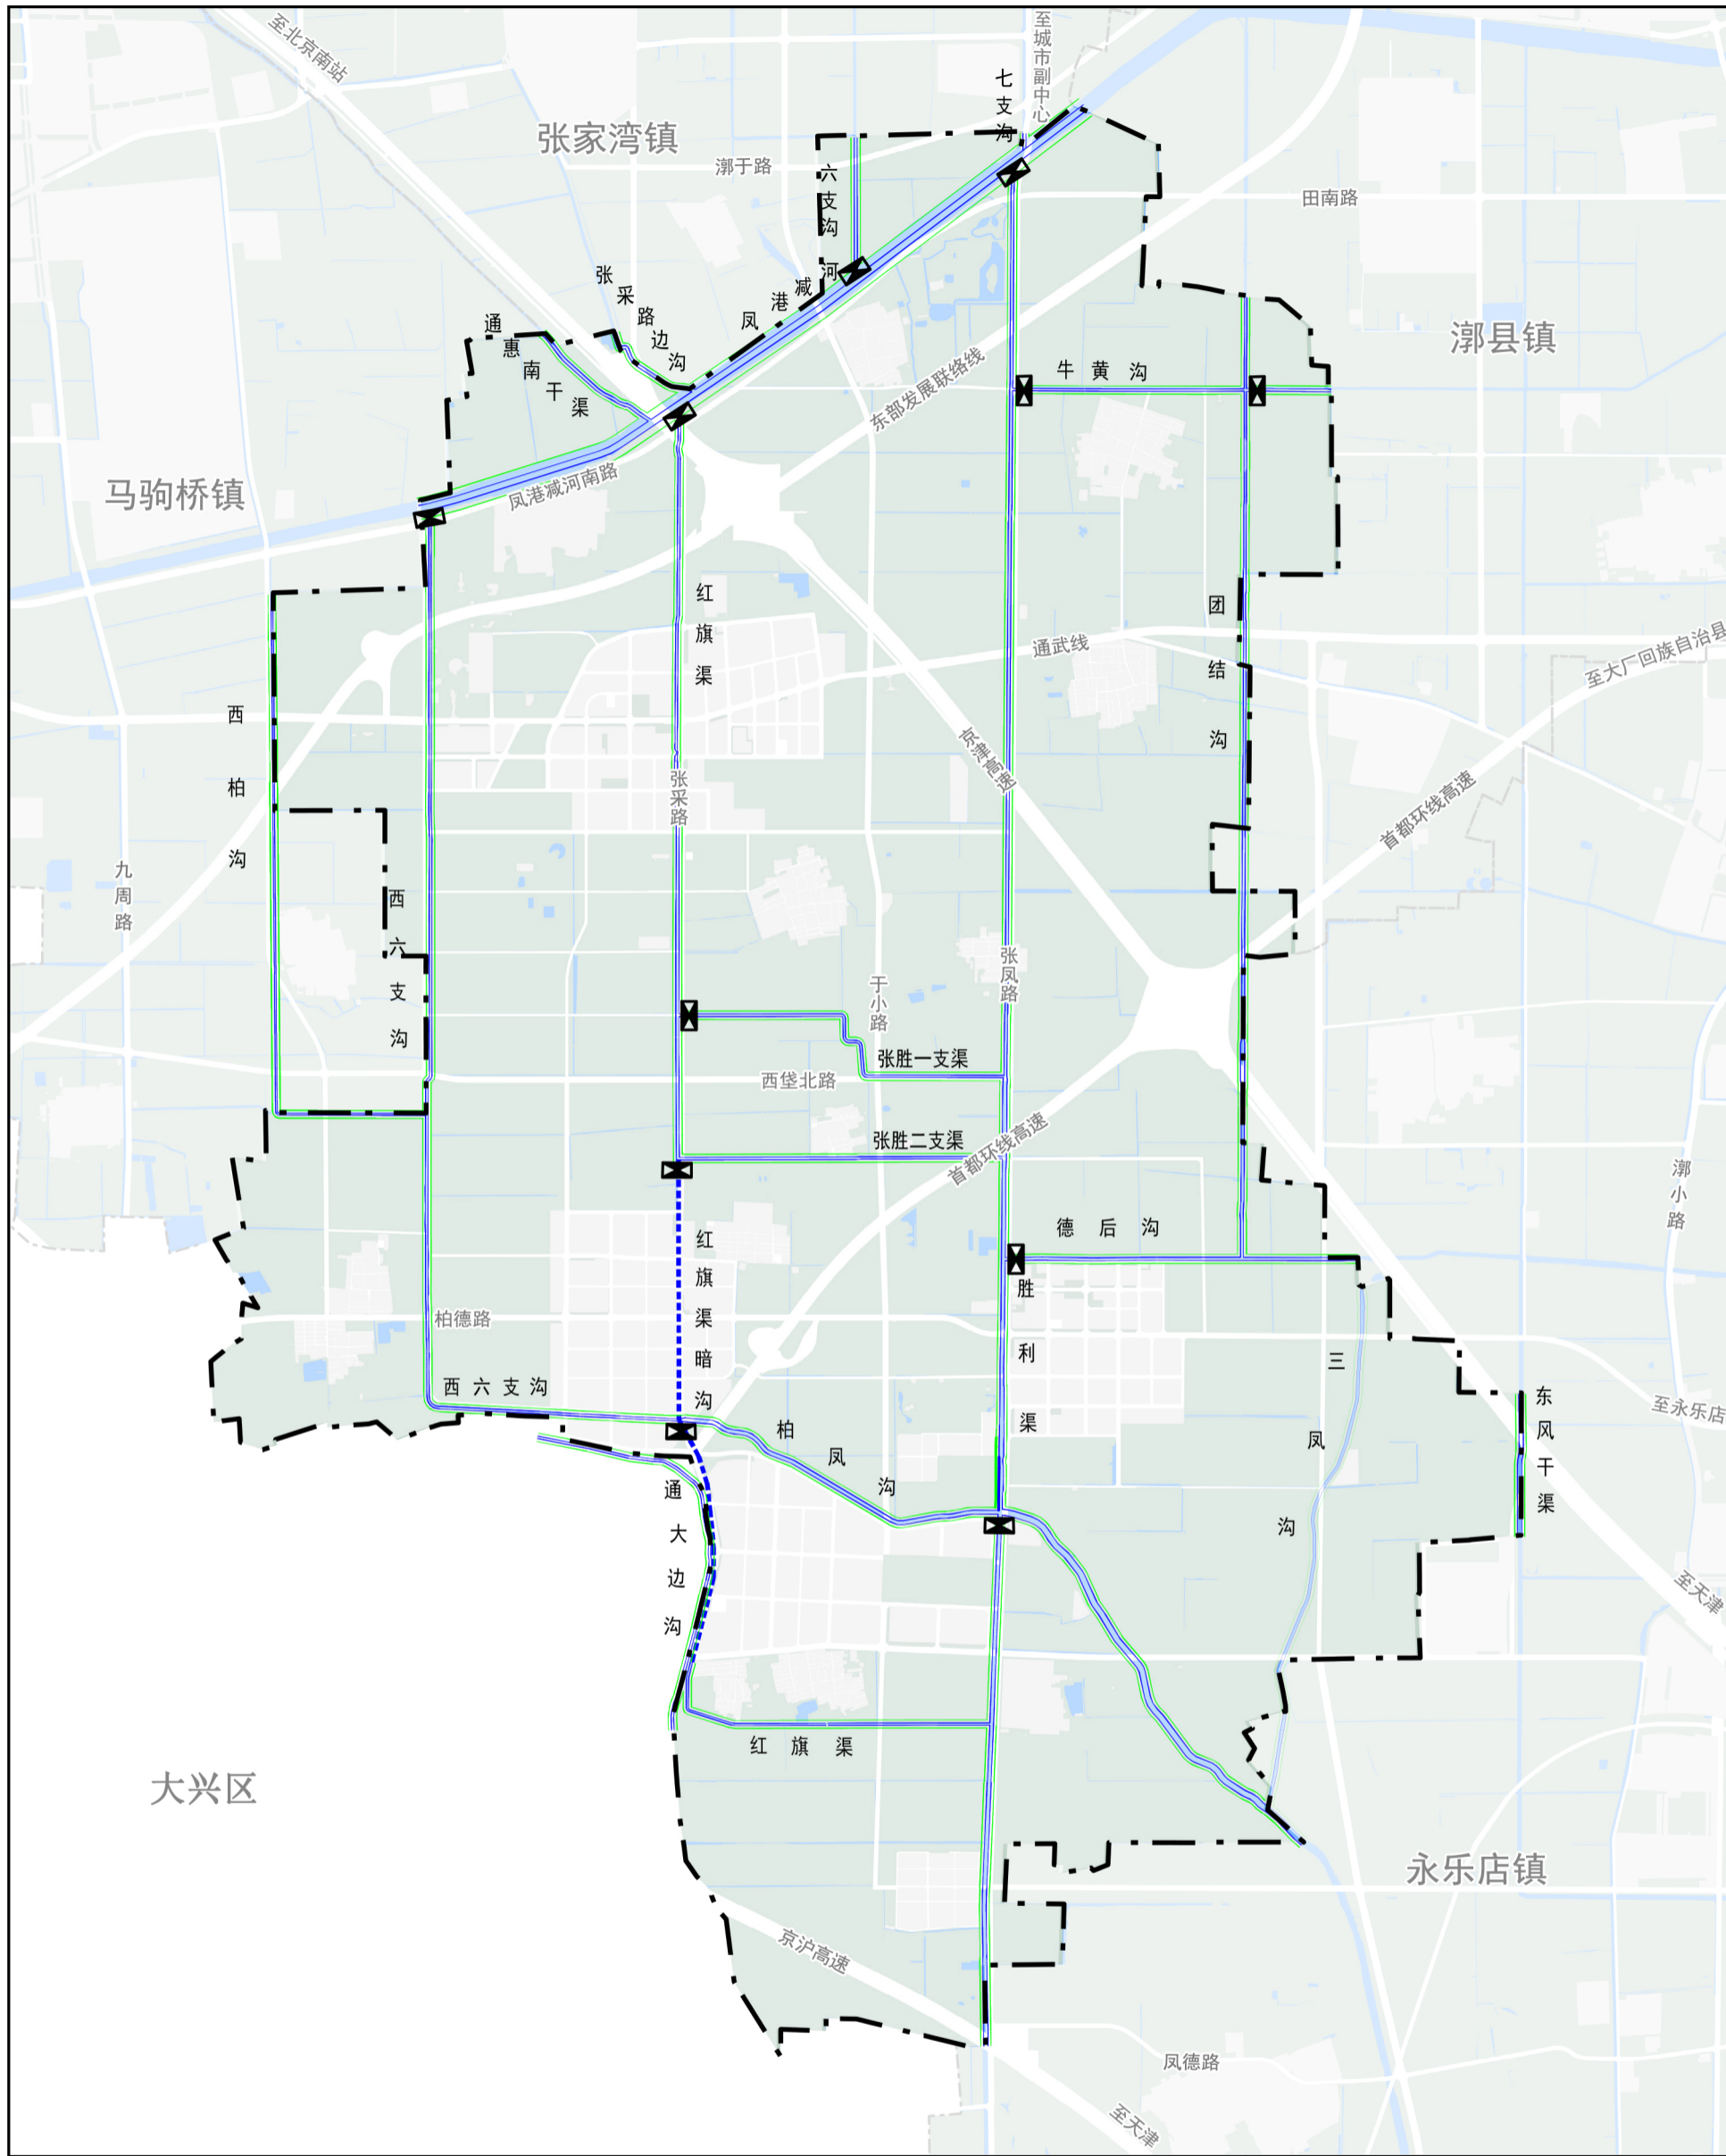 至北京南站
至城市副中心
七支沟
张家湾镇
漷于路
六支沟
田南路
张采路边沟
凤港减河
通惠南干渠
漷县镇
牛黄沟
东部发展联络线
马驹桥镇
凤港减河南路
红旗渠
团结沟
通武线
至大厂回族自治县
西柏沟
京津高速
张采路
首都环线高速
九周路
西六支沟
于小路
张凤路
张胜一支渠
西垡北路
张胜二支渠
首都环线高速
漷小路
德后沟
红旗渠暗沟
胜利渠
柏德路
三凤沟
西六支沟
东风干渠
至永乐店
柏凤沟
通大边沟
至天津
红旗渠
大兴区
永乐店镇
京沪高速
凤德路
至天津